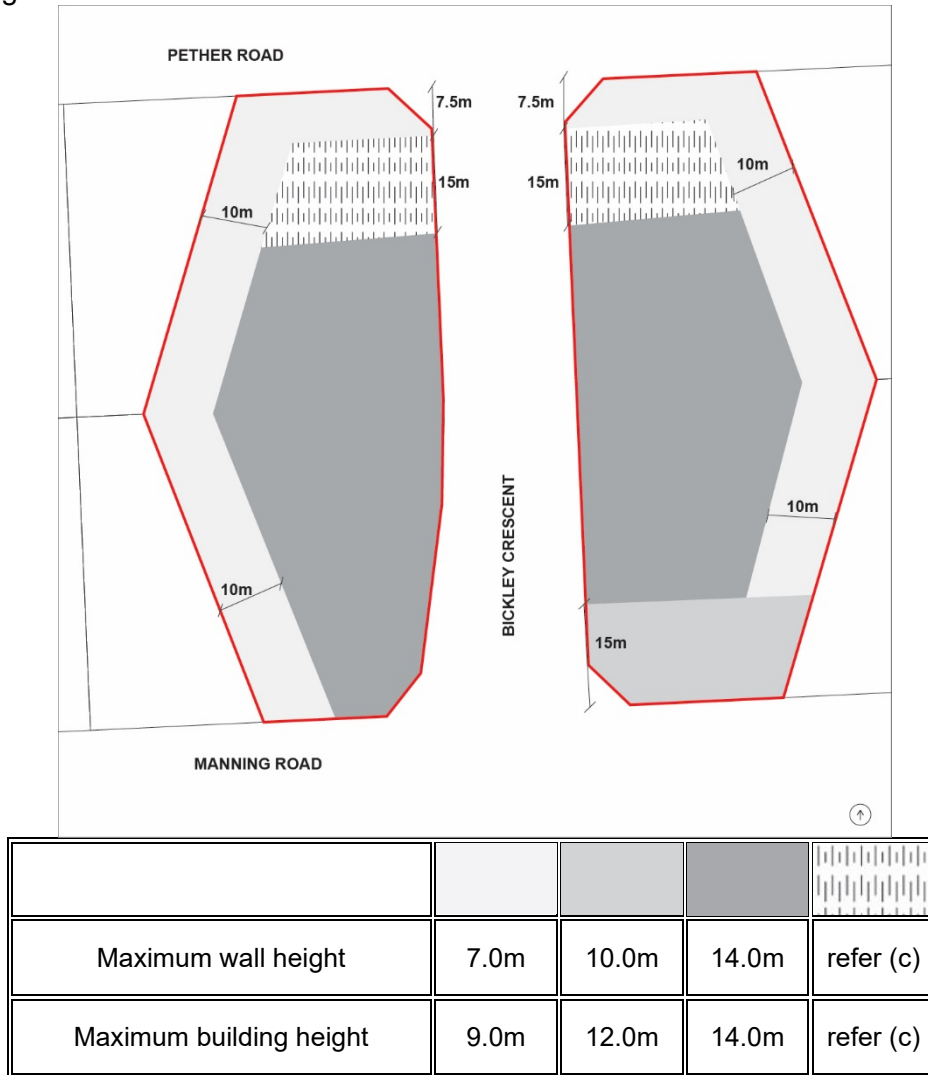 g
PETHER ROAD
7.5m
7.5m
15m
15m
10m
10m
10m
10m
BICKLEY CRESCENT
15m
MANNING ROAD
Maximum wall height 7.0m 10.0m 14.0m refer (c)
Maximum building height 9.0m 12.0m 14.0m refer (c)